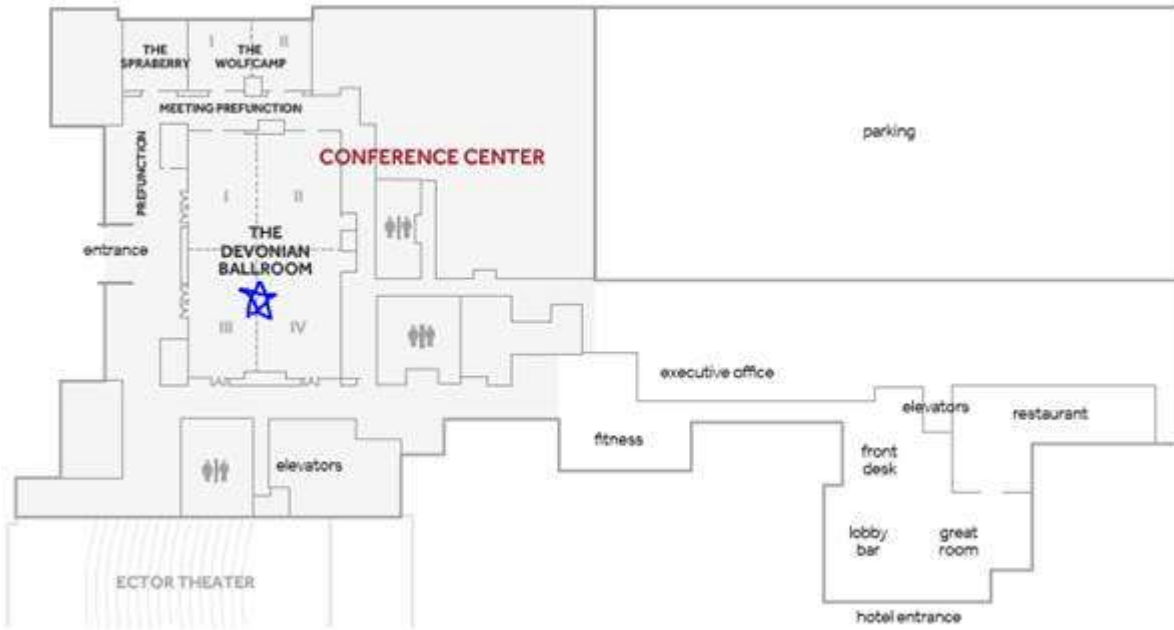 I
II
THE
SPRABERRY
THE
WOLFCAMP
MEETING PREFUNCTION
PREFUNCTION
CONFERENCE CENTER
parking
I
II
entrance
THE
DEVONIAN
BALLROOM
III
IV
executive office
elevators
restaurant
fitness
front
desk
elevators
lobby
bar
great
room
ECTOR THEATER
hotel entrance